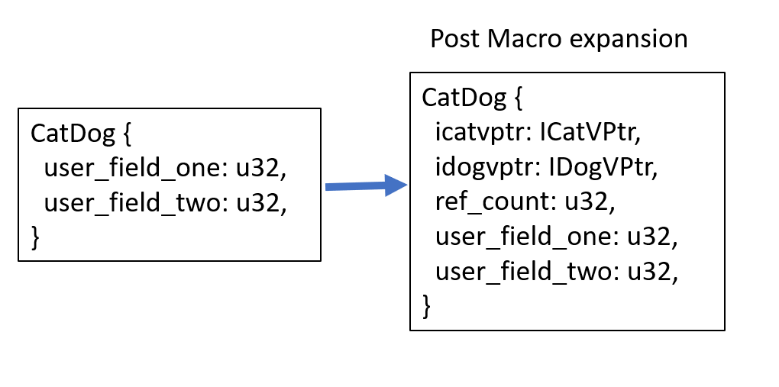 Post Macro expansion
CatDog {
user_field_one: u32,
user_field_two: u32,
}
CatDog {
icatvptr: ICatVPtr,
idogvptr: IDogVPtr,
ref_count: u32,
user_field_one: u32,
user_field_two: u32,
}